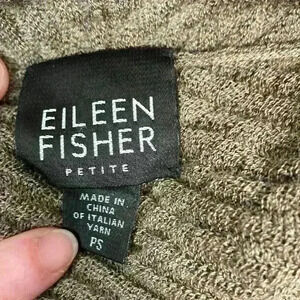 EILEEN
FISHER
PETITE
MADE IN
CHINA
OF ITALIAN
YARN
PS